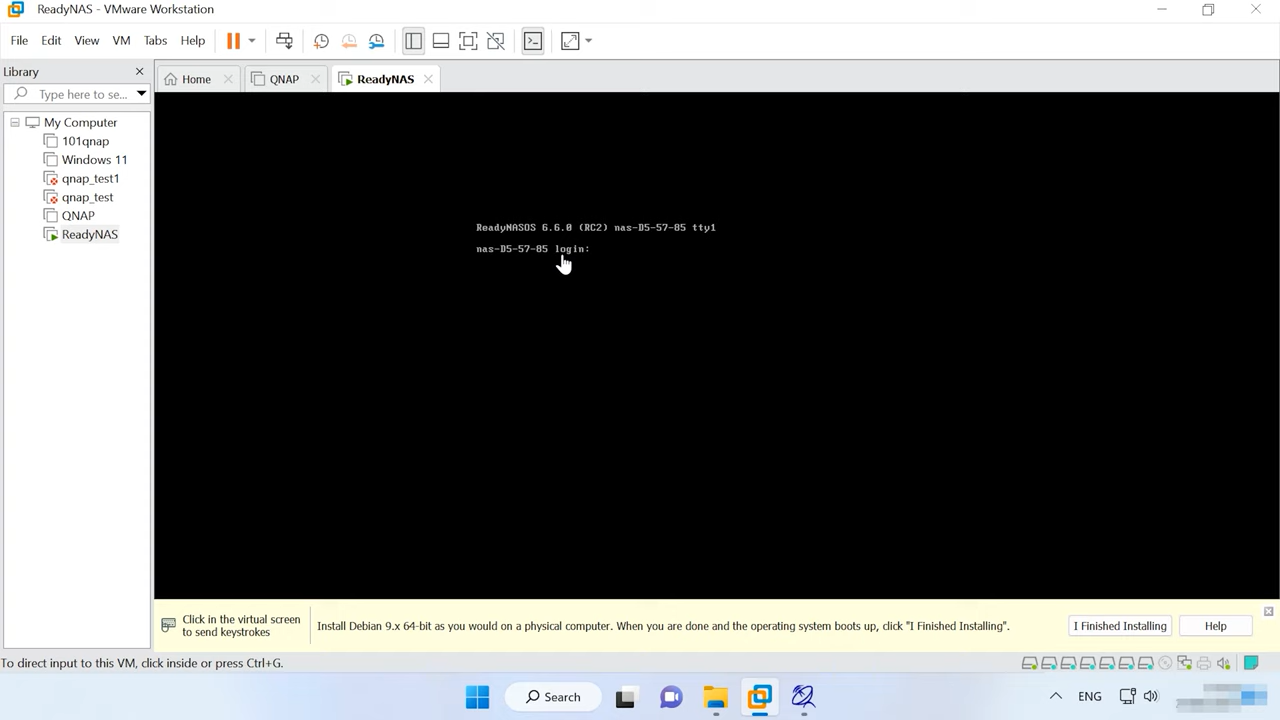 ReadyNAS - VMware Workstation
File Edit View VM Tabs Help
Library
Type here to se...
Home
QNAP
ReadyNAS
My Computer
101qnap
Windows 11
qnap_test1
qnap_test
QNAP
ReadyNAS
ReadyNASOS 6.6.0 (RC2) nas-D5-57-85 tty1
nas-D5-57-85 login:
Click in the virtual screen
to send keystrokes
Install Debian 9.x 64-bit as you would on a physical computer. When you are done and the operating system boots up, click "I Finished Installing".
I Finished Installing
Help
To direct input to this VM, click inside or press Ctrl+G.
Search
ENG